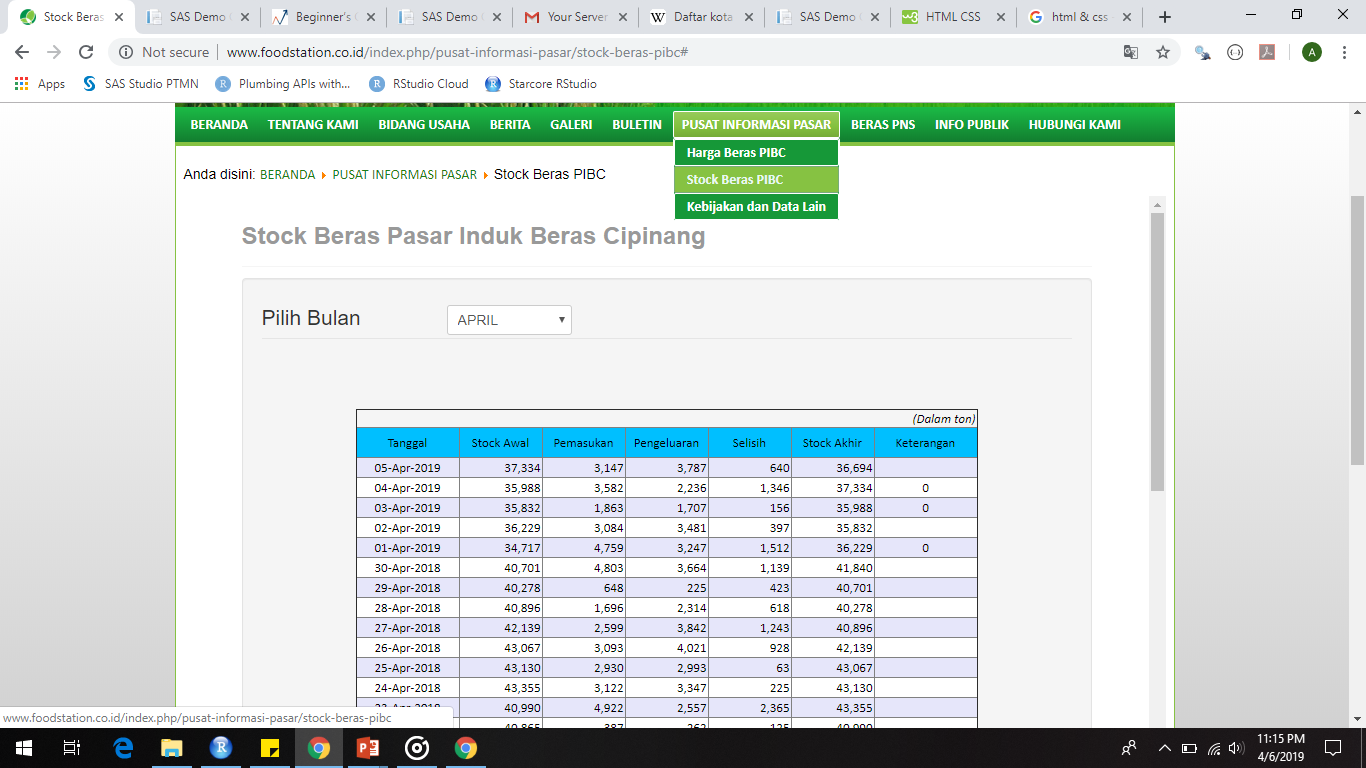 Stock Beras
SAS Demo
Beginner's
SAS Demo
Your Server
Daftar kota
SAS Demo
HTML CSS
html & css
Not secure | www.foodstation.co.id/index.php/pusat-informasi-pasar/stock-beras-pibc#
A
Apps SAS Studio PTMN Plumbing APIs with... RStudio Cloud Starcore RStudio
BERANDA TENTANG KAMI BIDANG USAHA BERITA GALERI BULETIN PUSAT INFORMASI PASAR BERAS PNS INFO PUBLIK HUBUNGI KAMI
Harga Beras PIBC
Stock Beras PIBC
Kebijakan dan Data Lain
Anda disini: BERANDA PUSAT INFORMASI PASAR Stock Beras PIBC
Stock Beras Pasar Induk Beras Cipinang
Pilih Bulan APRIL
(Dalam ton)
Tanggal Stock Awal Pemasukan Pengeluaran Selisih Stock Akhir Keterangan
05-Apr-2019 37,334 3,147 3,787 640 36,694
04-Apr-2019 35,988 3,582 2,236 1,346 37,334 0
03-Apr-2019 35,832 1,863 1,707 156 35,988 0
02-Apr-2019 36,229 3,084 3,481 397 35,832
01-Apr-2019 34,717 4,759 3,247 1,512 36,229 0
30-Apr-2018 40,701 4,803 3,664 1,139 41,840
29-Apr-2018 40,278 648 225 423 40,701
28-Apr-2018 40,896 1,696 2,314 618 40,278
27-Apr-2018 42,139 2,599 3,842 1,243 40,896
26-Apr-2018 43,067 3,093 4,021 928 42,139
25-Apr-2018 43,130 2,930 2,993 63 43,067
24-Apr-2018 43,355 3,122 3,347 225 43,130
40,990 4,922 2,557 2,365 43,355
www.foodstation.co.id/index.php/pusat-informasi-pasar/stock-beras-pibc
11:15 PM
4/6/2019